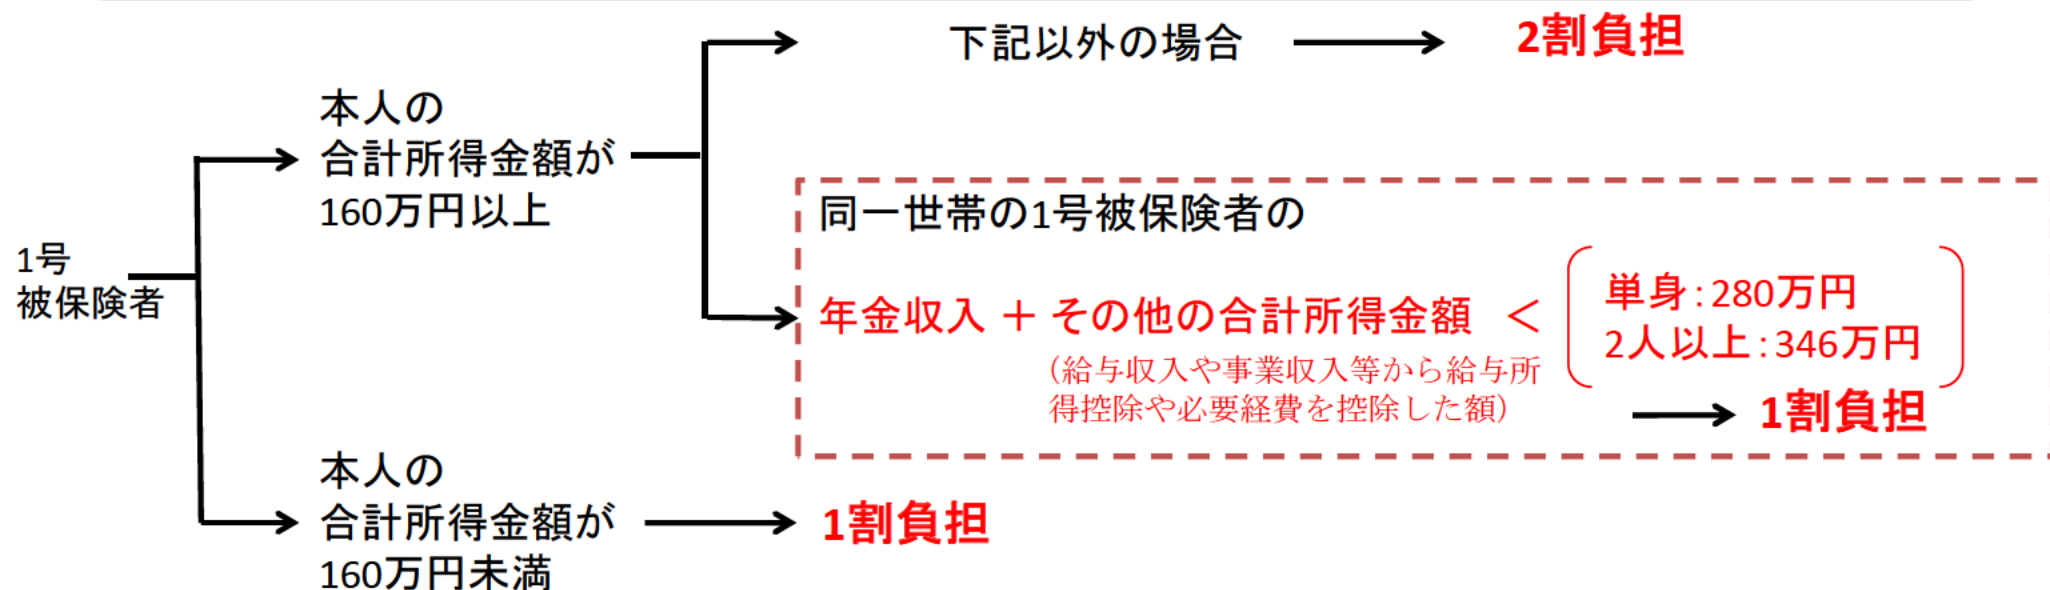 1号
被保険者
本人の
合計所得金額が
160万円以上
下記以外の場合
2割負担
同一世帯の1号被保険者の
年金収入 + その他の合計所得金額 <
(給与収入や事業収入等から給与所
得控除や必要経費を控除した額)
単身:280万円
2人以上:346万円
1割負担
本人の
合計所得金額が
160万円未満
1割負担